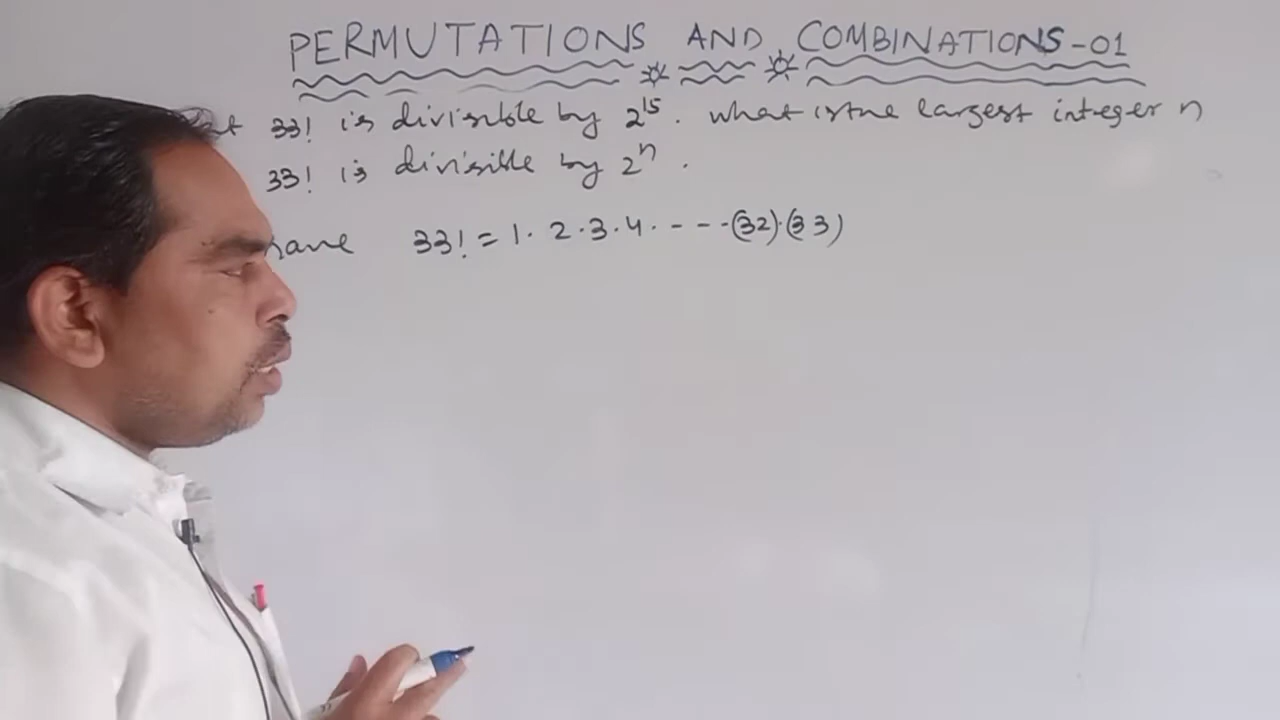 PERMUTATIONS AND COMBINATIONS-01
33! is divisible by 2^15. what is the largest integer n
33! is divisible by 2^n.
33! = 1·2·3·4·----(32)·(33)